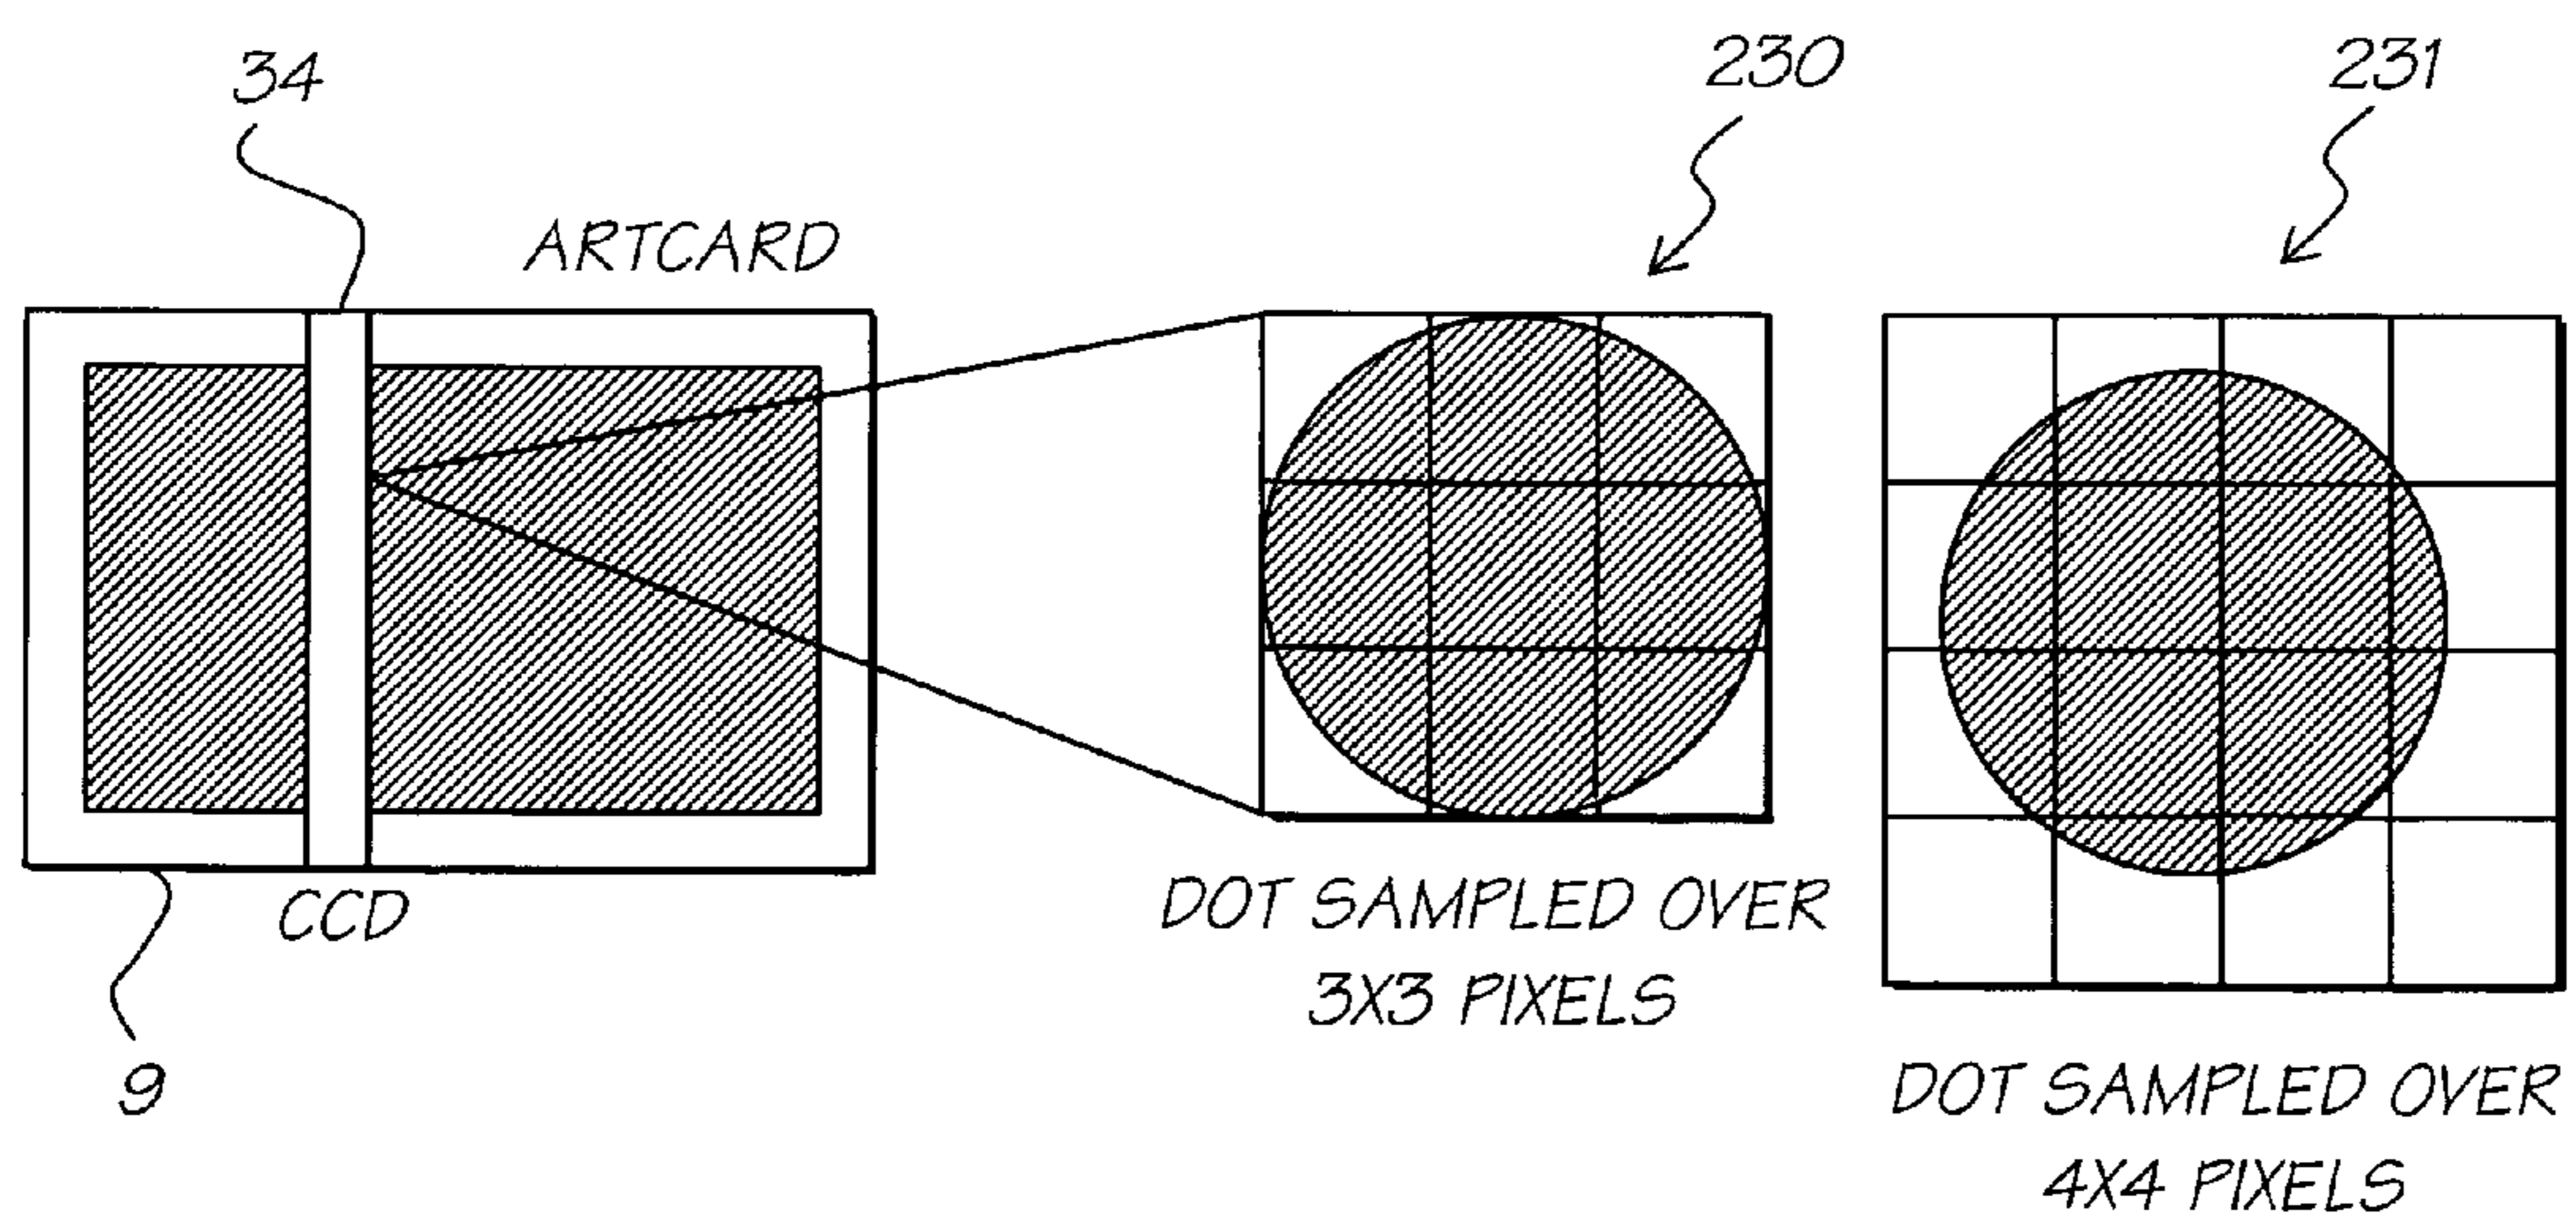 34
230
231
ARTCARD
CCD
9
DOT SAMPLED OVER
3X3 PIXELS
DOT SAMPLED OVER
4X4 PIXELS